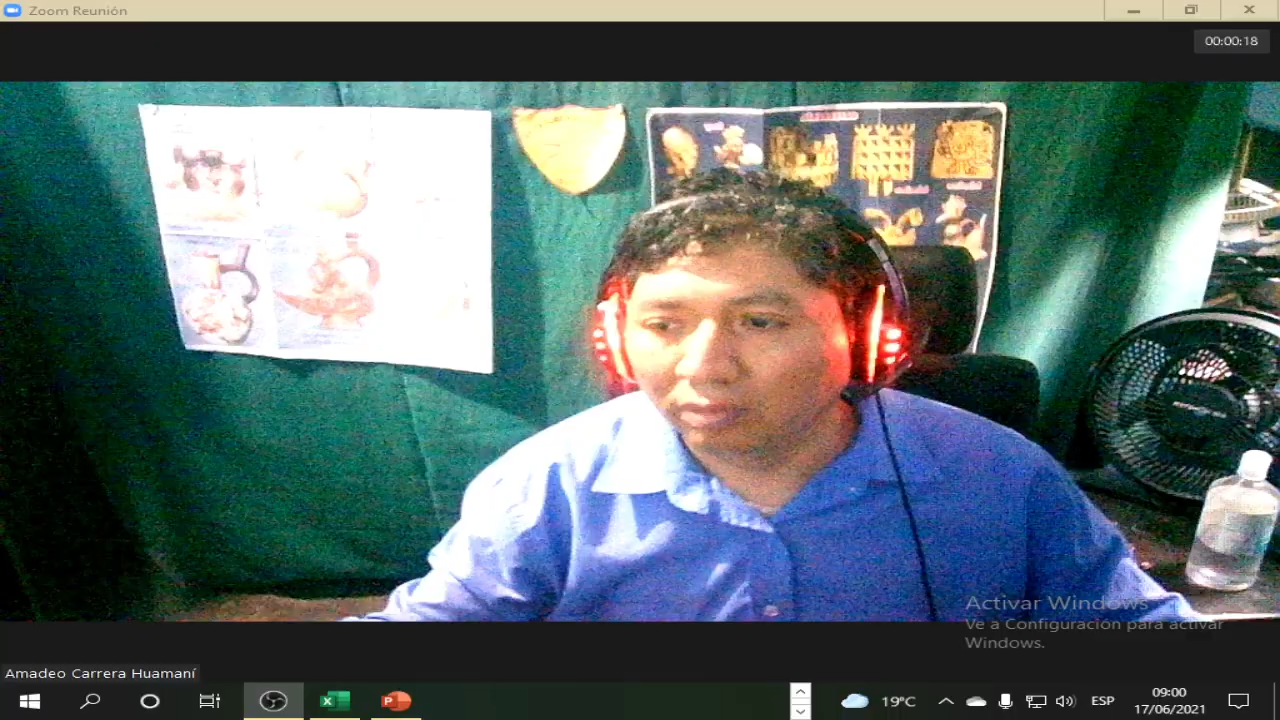 Zoom Reunión
00:00:18
Activar Windows
Ve a Configuración para activar
Windows.
Amadeo Carrera Huamaní
19°C
ESP
09:00
17/06/2021